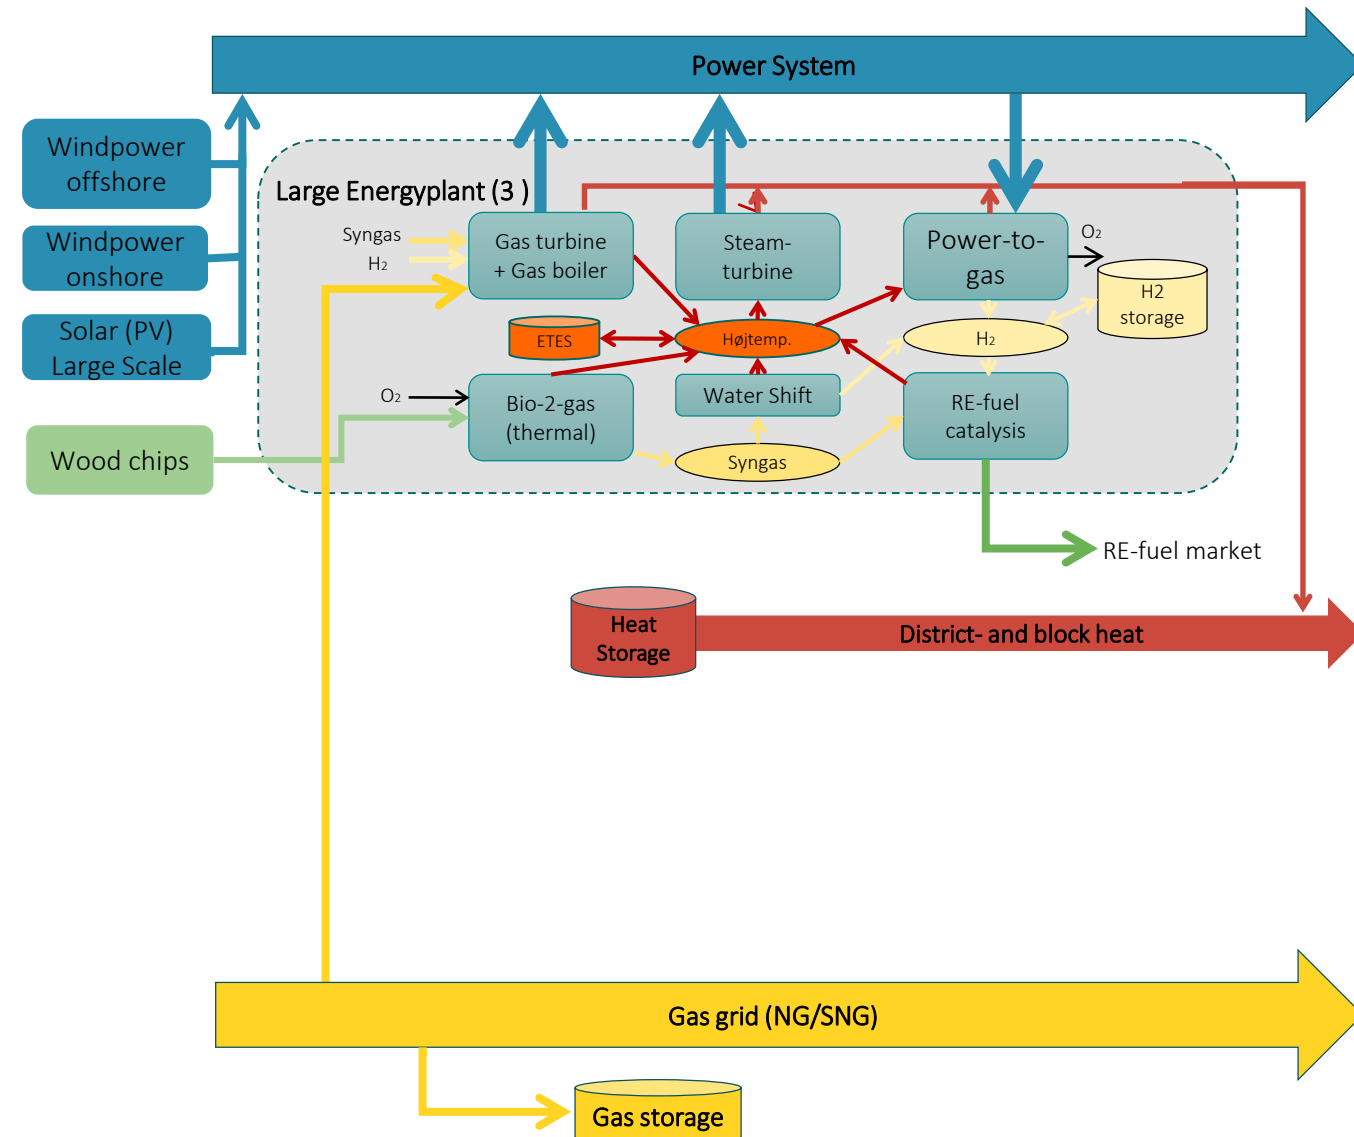 Power System
Windpower
offshore
Windpower
onshore
Solar (PV)
Large Scale
Wood chips
Large Energyplant (3 )
Syngas
H2
Gas turbine
+ Gas boiler
Steam-
turbine
Power-to-
gas
O2
H2
storage
ETES
Højtemp.
H2
O2
Bio-2-gas
(thermal)
Water Shift
RE-fuel
catalysis
Syngas
RE-fuel market
Heat
Storage
District- and block heat
Gas grid (NG/SNG)
Gas storage